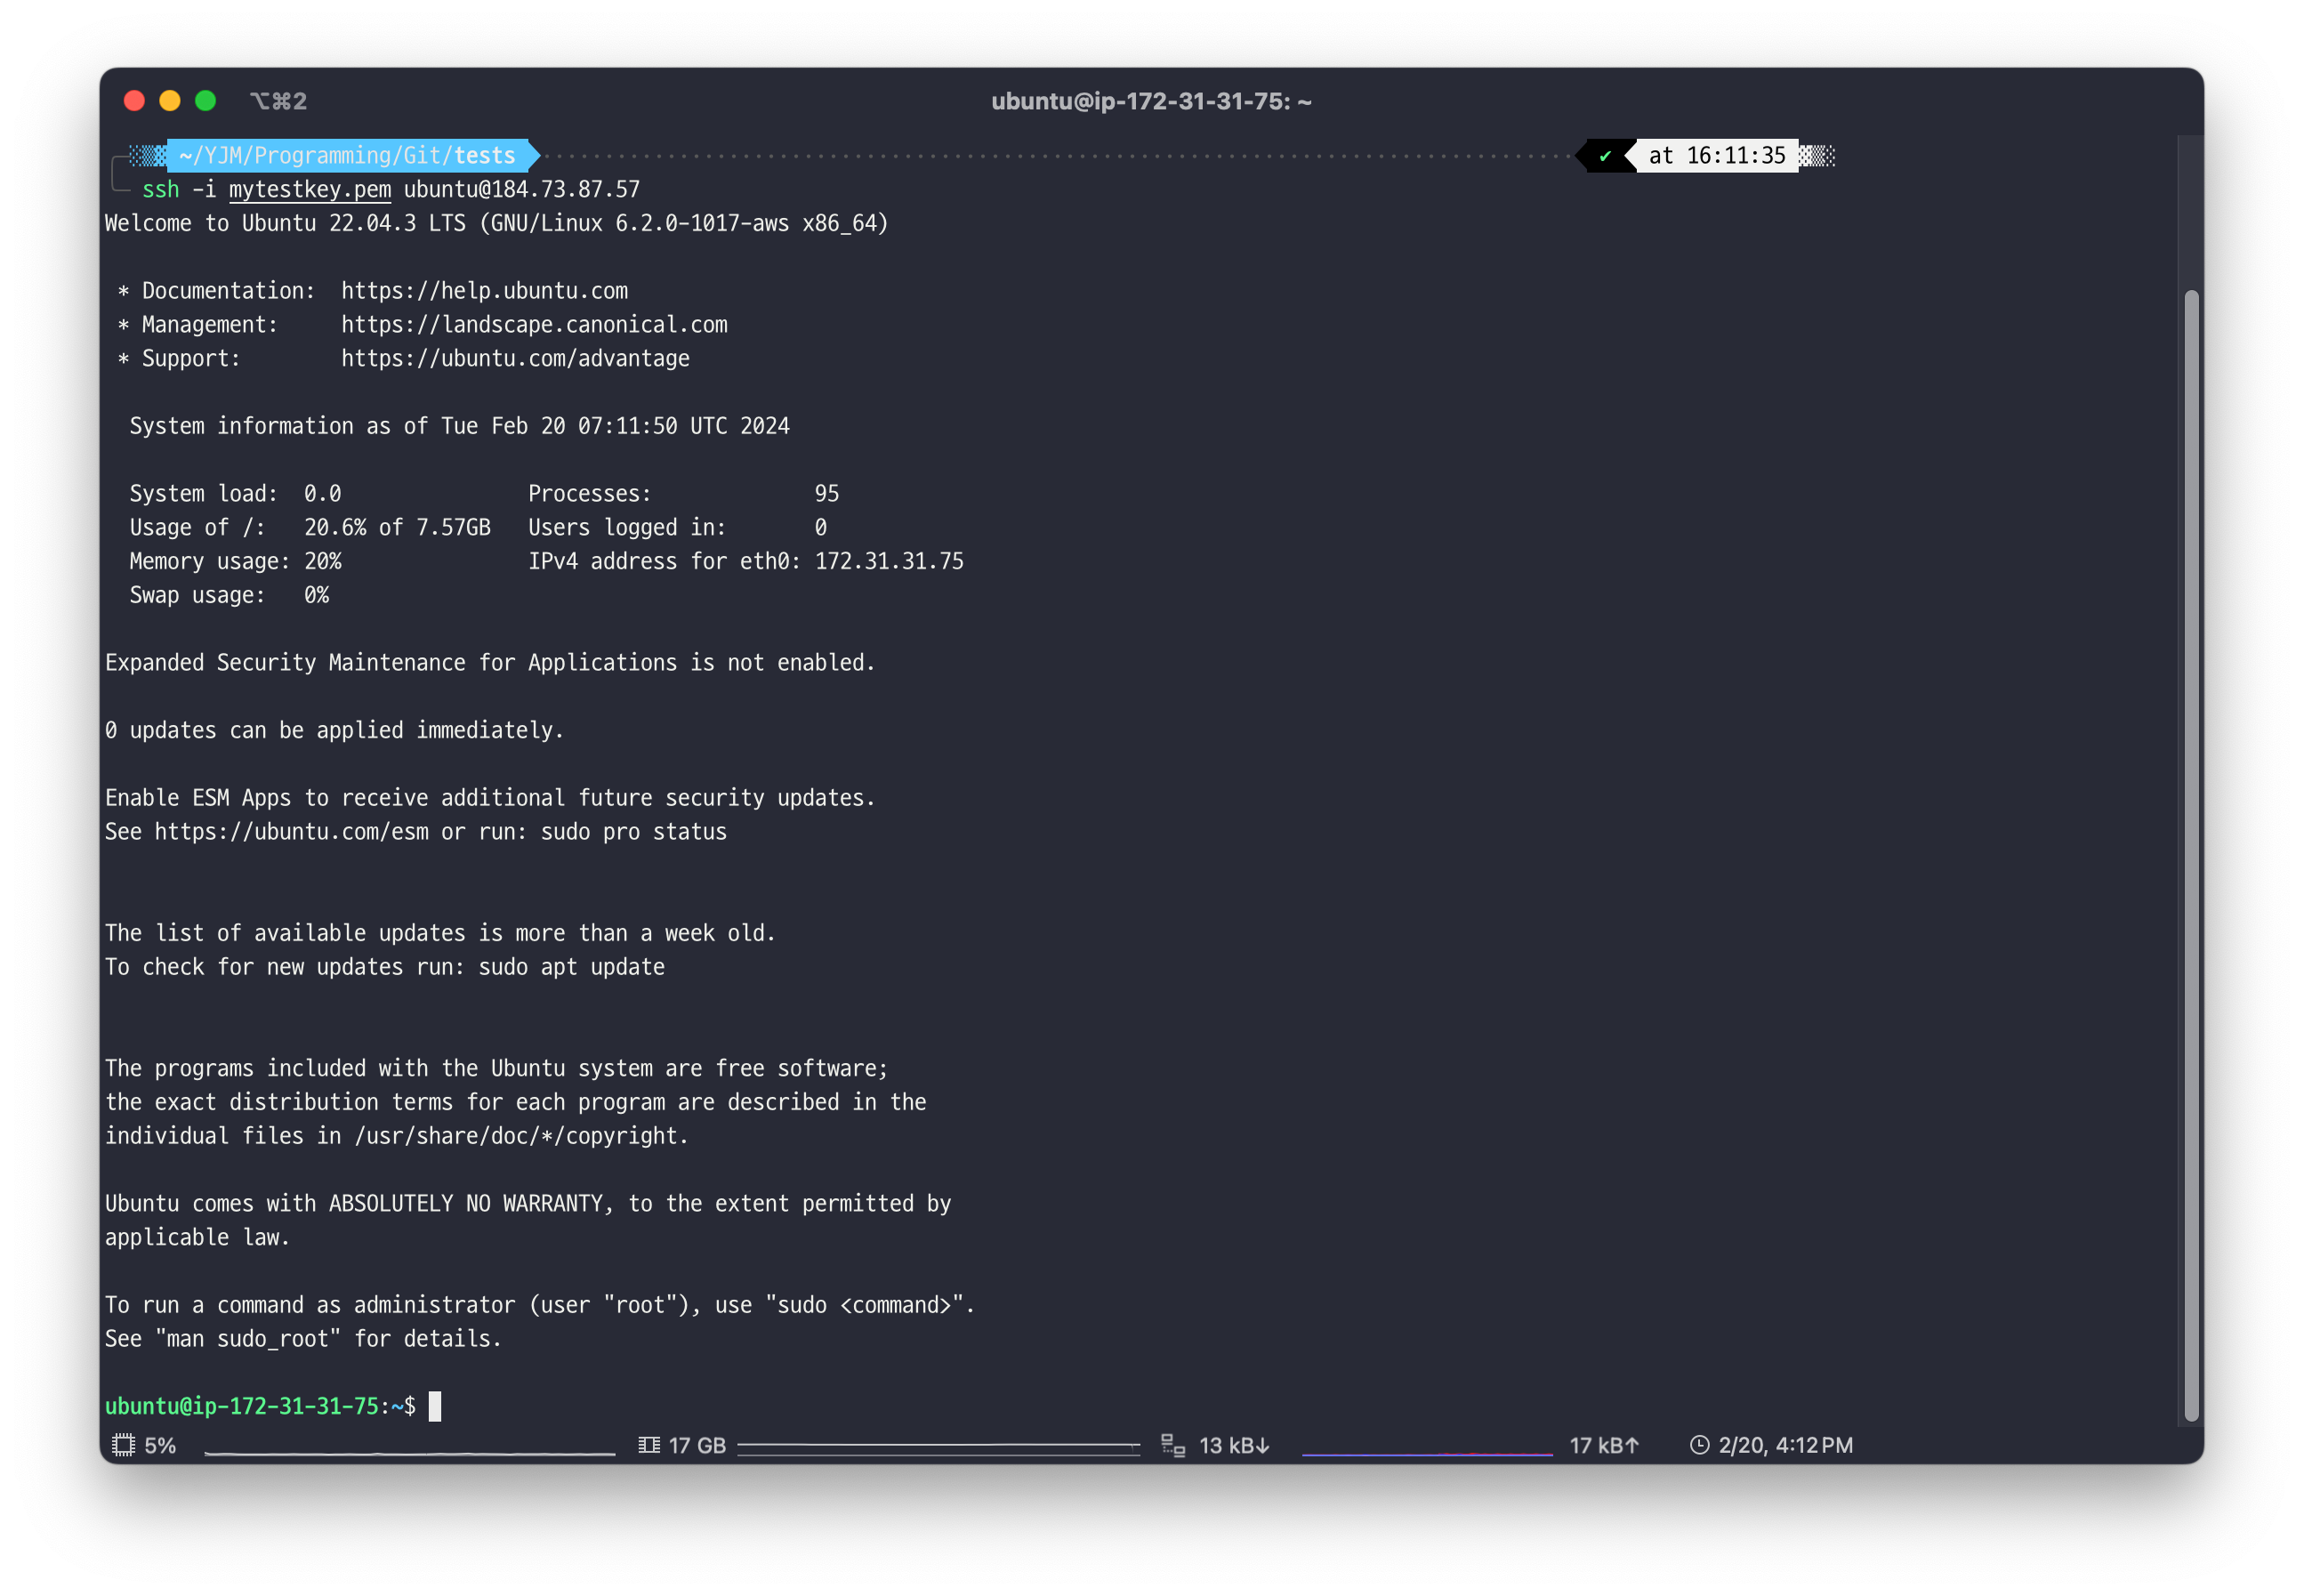 ⌥⌘2
ubuntu@ip-172-31-31-75: ~
~/YJM/Programming/Git/tests ✔ at 16:11:35
ssh -i mytestkey.pem ubuntu@184.73.87.57
Welcome to Ubuntu 22.04.3 LTS (GNU/Linux 6.2.0-1017-aws x86_64)
* Documentation:  https://help.ubuntu.com
* Management:     https://landscape.canonical.com
* Support:        https://ubuntu.com/advantage
System information as of Tue Feb 20 07:11:50 UTC 2024
System load:  0.0               Processes:             95
Usage of /:   20.6% of 7.57GB   Users logged in:       0
Memory usage: 20%               IPv4 address for eth0: 172.31.31.75
Swap usage:   0%
Expanded Security Maintenance for Applications is not enabled.
0 updates can be applied immediately.
Enable ESM Apps to receive additional future security updates.
See https://ubuntu.com/esm or run: sudo pro status
The list of available updates is more than a week old.
To check for new updates run: sudo apt update
The programs included with the Ubuntu system are free software;
the exact distribution terms for each program are described in the
individual files in /usr/share/doc/*/copyright.
Ubuntu comes with ABSOLUTELY NO WARRANTY, to the extent permitted by
applicable law.
To run a command as administrator (user "root"), use "sudo <command>".
See "man sudo_root" for details.
ubuntu@ip-172-31-31-75:~$
5% 17 GB 13 kB↓ 17 kB↑ 2/20, 4:12 PM